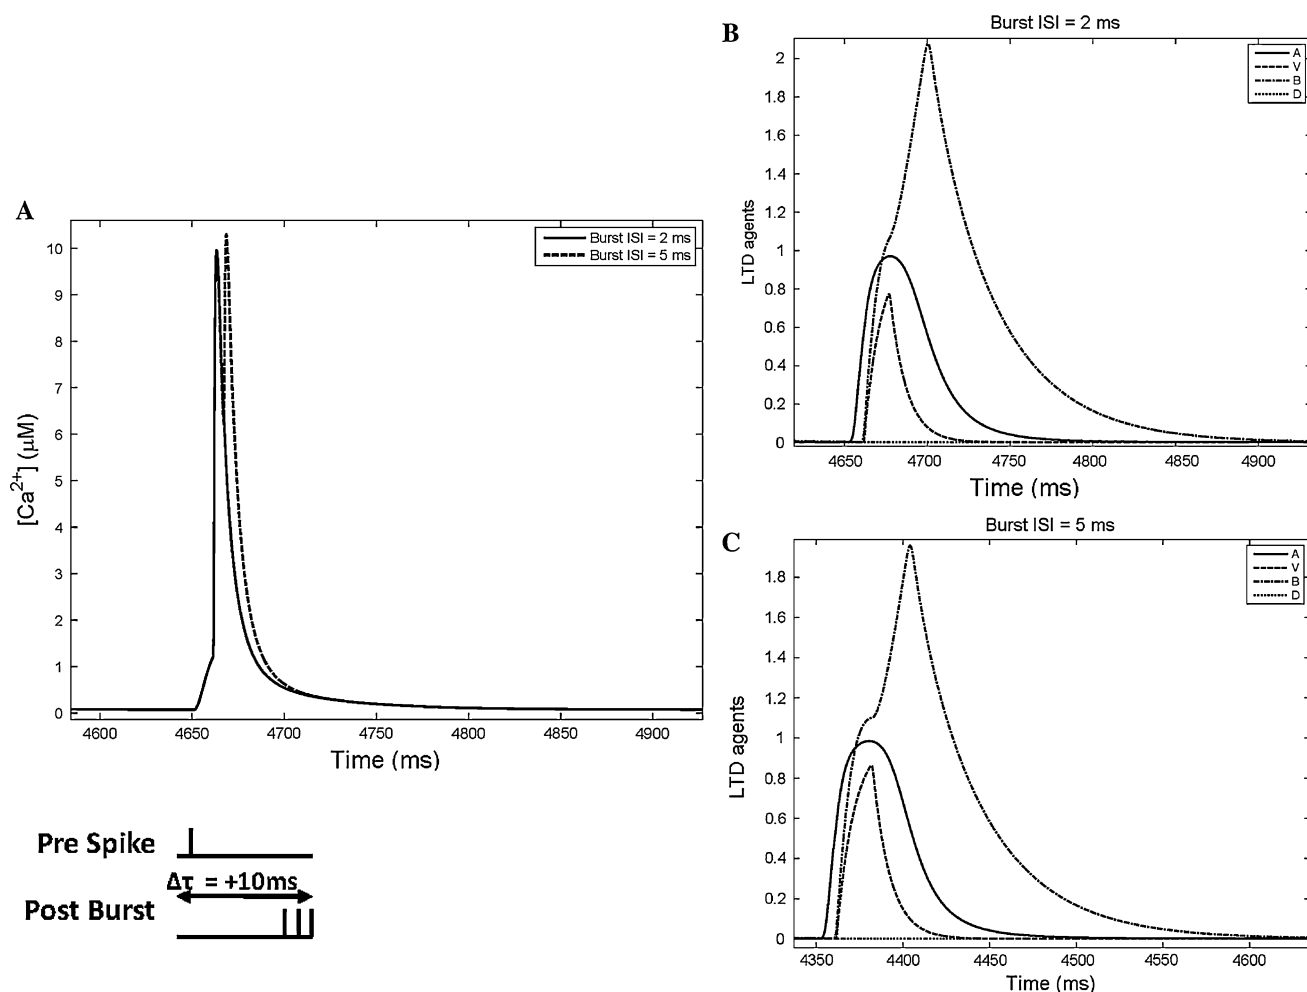 A
10
9
8
7
6
5
4
3
2
1
0
[Ca2+] (μM)
4600
4650
4700
4750
4800
4850
4900
Time (ms)
Burst ISI = 2 ms
Burst ISI = 5 ms
Pre Spike
Δτ = +10ms
Post Burst
B
Burst ISI = 2 ms
2
1.8
1.6
1.4
1.2
1
0.8
0.6
0.4
0.2
0
LTD agents
4650
4700
4750
4800
4850
4900
Time (ms)
A
V
B
D
C
Burst ISI = 5 ms
1.8
1.6
1.4
1.2
1
0.8
0.6
0.4
0.2
0
LTD agents
4350
4400
4450
4500
4550
4600
Time (ms)
A
V
B
D